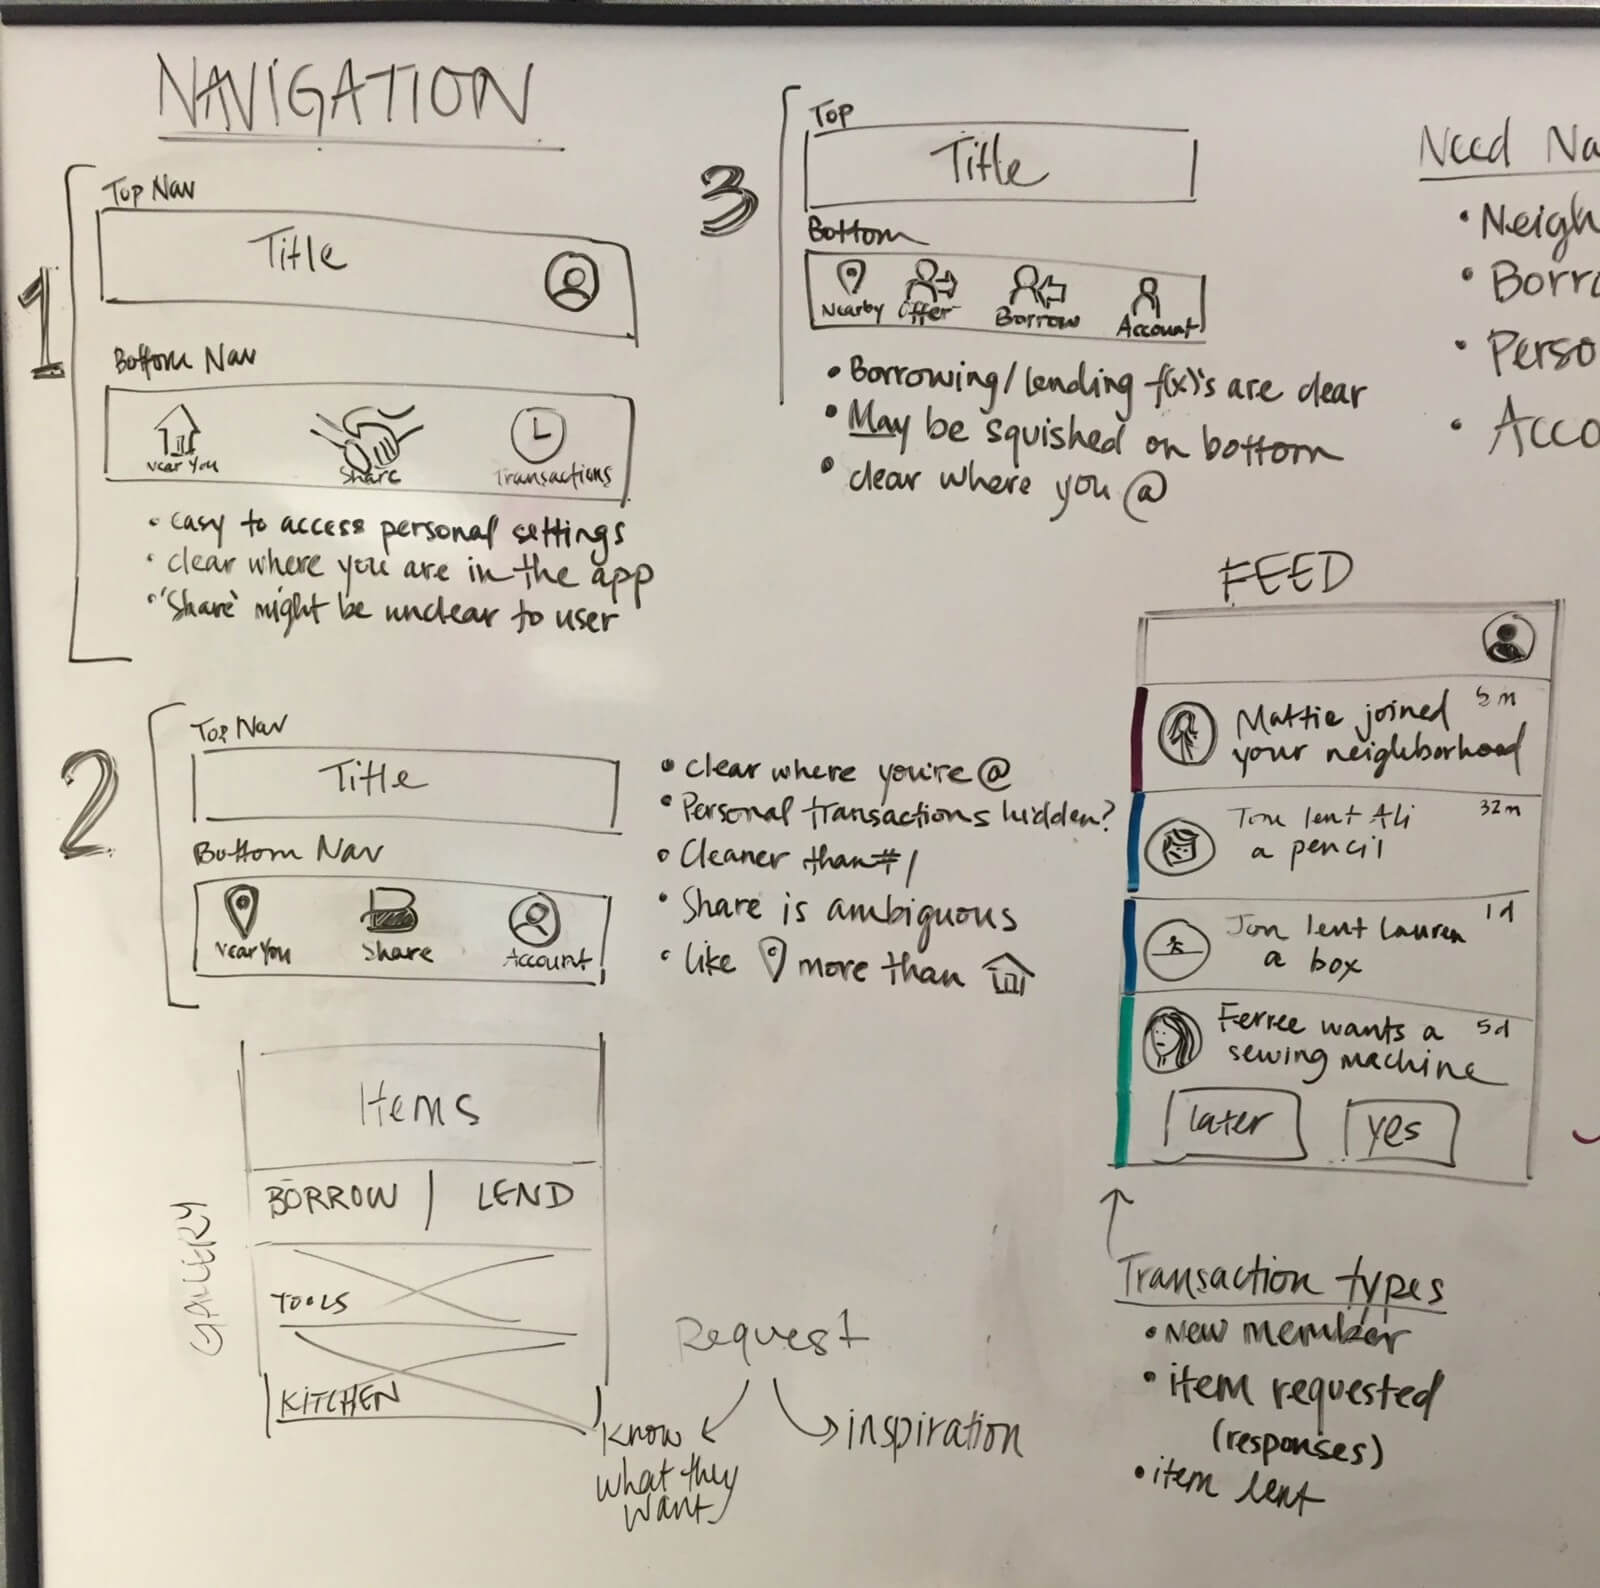 NAVIGATION
1
Top Nav
Title
Bottom Nav
Near You
Share
Transactions
• easy to access personal settings
• clear where you are in the app
• 'Share' might be unclear to user
2
Top Nav
Title
Bottom Nav
Near You
Share
Account
• clear where you're @
• Personal transactions hidden?
• Cleaner than #1
• Share is ambiguous
• like more than
GALLERY
Items
BORROW | LEND
TOOLS
KITCHEN
Request
Know
what they
want
inspiration
3
Top
Title
Bottom
Nearby
Offer
Borrow
Account
• Borrowing/lending f(x)'s are clear
• May be squished on bottom
• clear where you @
Need Na
• Neigh
• Borro
• Perso
• Acco
FEED
Mattie joined
your neighborhood
5m
Tom lent Ali
a pencil
32m
Jon lent Lauren
a box
1d
Ferree wants a
sewing machine
5d
later
yes
Transaction types
• New member
• item requested
(responses)
• item lent